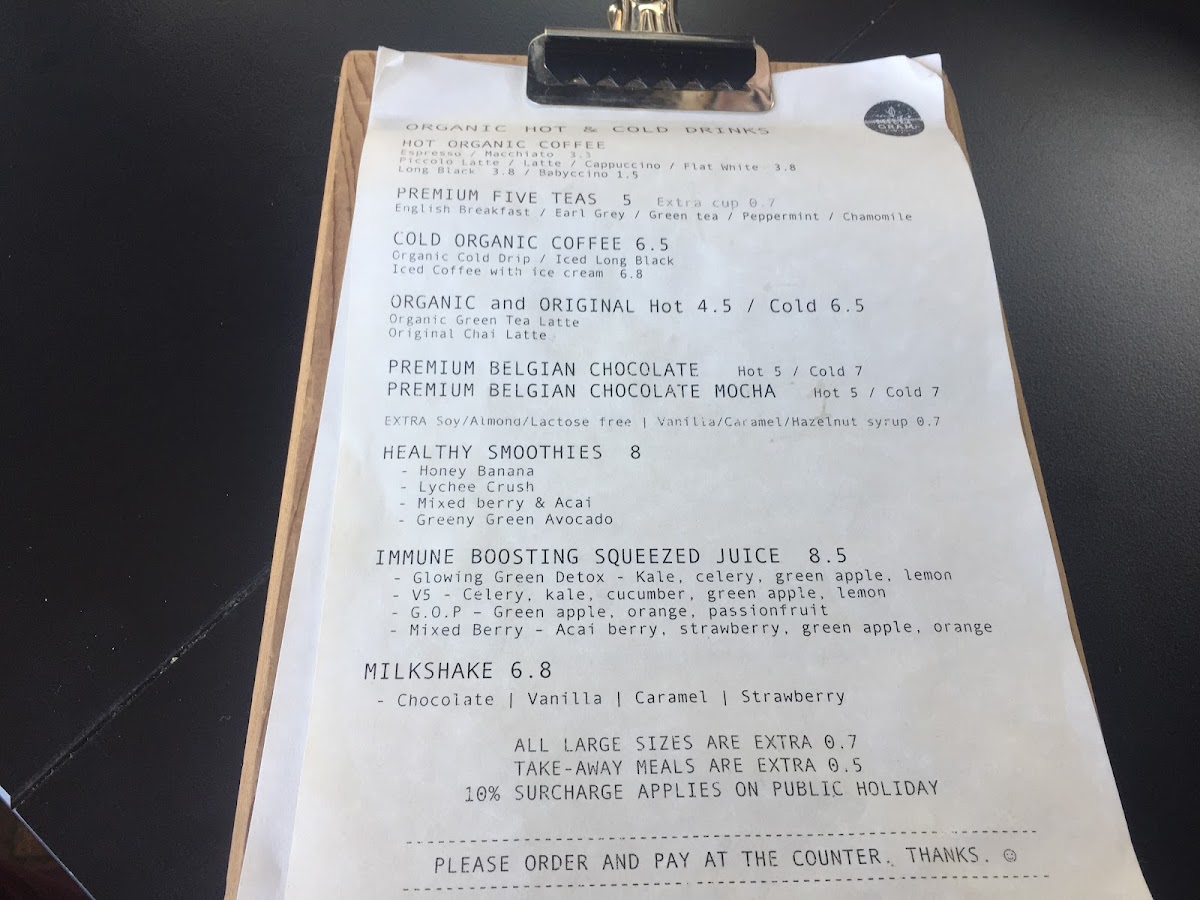 GRAM
ORGANIC HOT & COLD DRINKS
HOT ORGANIC COFFEE
Espresso / Macchiato 3.3
Piccolo Latte / Latte / Cappuccino / Flat White 3.8
Long Black 3.8 / Babyccino 1.5
PREMIUM FIVE TEAS 5 Extra cup 0.7
English Breakfast / Earl Grey / Green tea / Peppermint / Chamomile
COLD ORGANIC COFFEE 6.5
Organic Cold Drip / Iced Long Black
Iced Coffee with ice cream 6.8
ORGANIC and ORIGINAL Hot 4.5 / Cold 6.5
Organic Green Tea Latte
Original Chai Latte
PREMIUM BELGIAN CHOCOLATE Hot 5 / Cold 7
PREMIUM BELGIAN CHOCOLATE MOCHA Hot 5 / Cold 7
EXTRA Soy/Almond/Lactose free | Vanilla/Caramel/Hazelnut syrup 0.7
HEALTHY SMOOTHIES 8
- Honey Banana
- Lychee Crush
- Mixed berry & Acai
- Greeny Green Avocado
IMMUNE BOOSTING SQUEEZED JUICE 8.5
- Glowing Green Detox - Kale, celery, green apple, lemon
- V5 - Celery, kale, cucumber, green apple, lemon
- G.O.P – Green apple, orange, passionfruit
- Mixed Berry – Acai berry, strawberry, green apple, orange
MILKSHAKE 6.8
- Chocolate | Vanilla | Caramel | Strawberry
ALL LARGE SIZES ARE EXTRA 0.7
TAKE-AWAY MEALS ARE EXTRA 0.5
10% SURCHARGE APPLIES ON PUBLIC HOLIDAY
PLEASE ORDER AND PAY AT THE COUNTER. THANKS. ☺